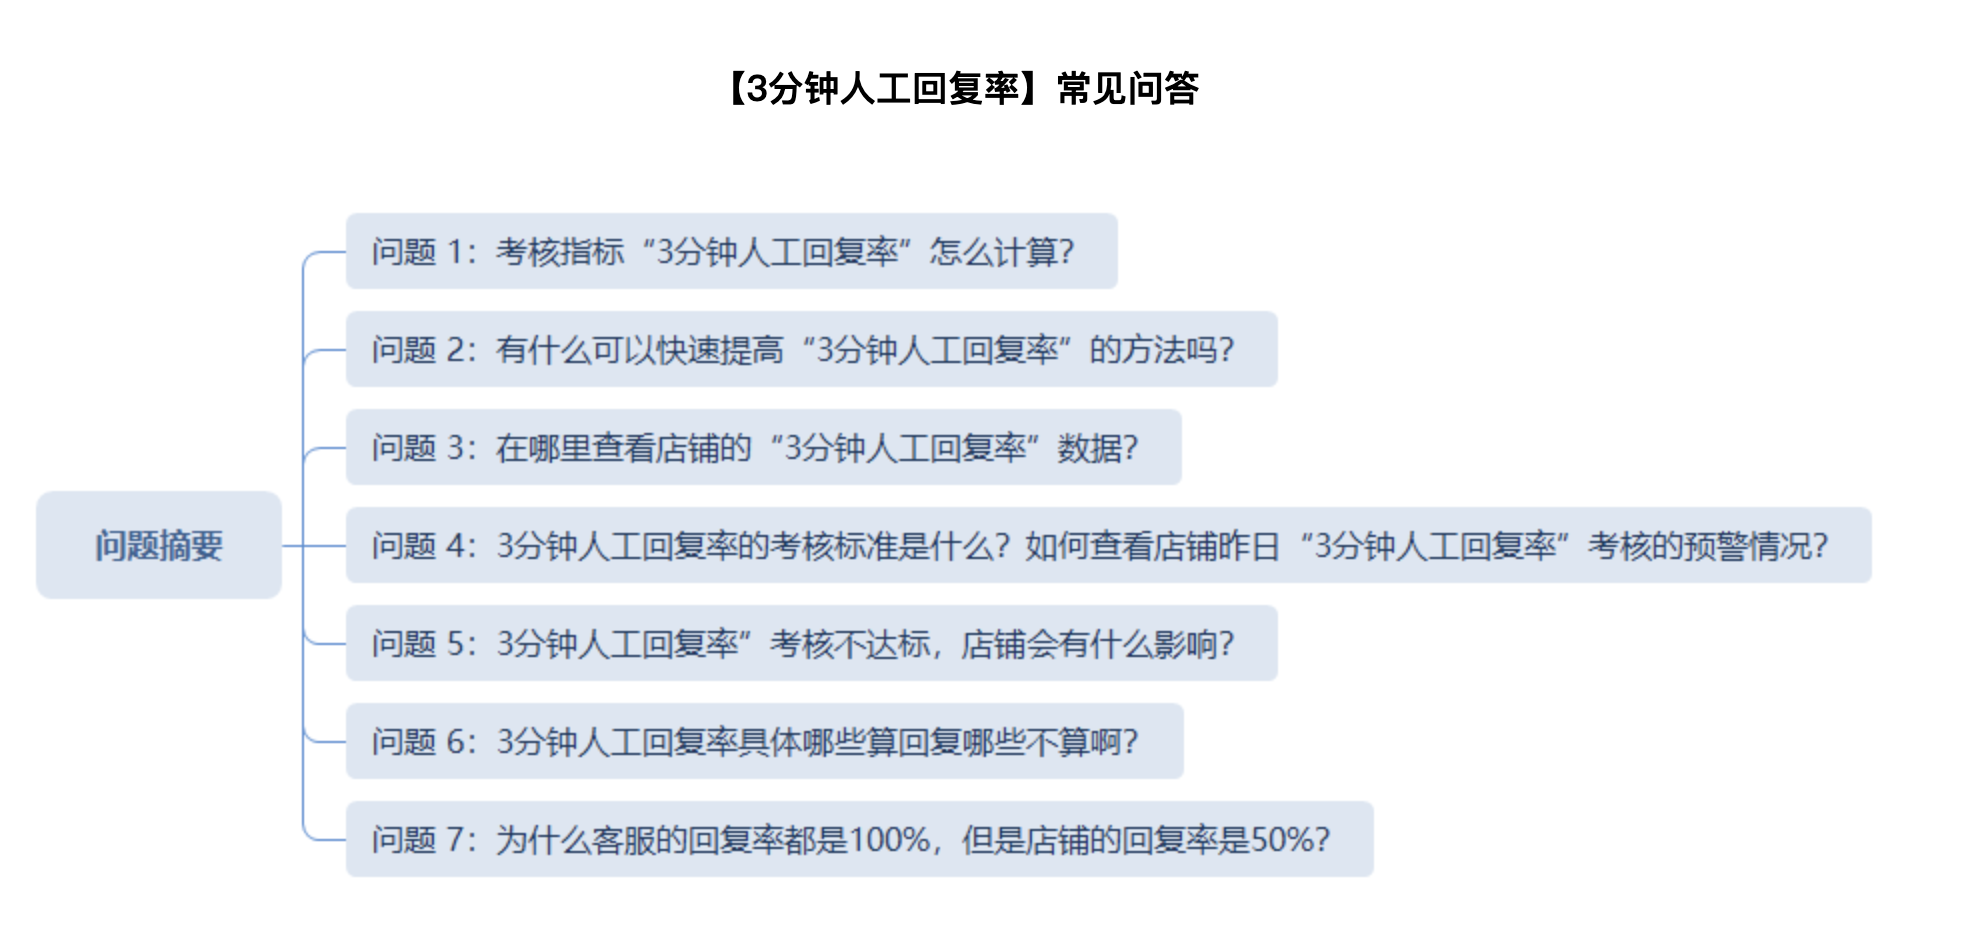 【3分钟人工回复率】常见问答
问题 1：考核指标“3分钟人工回复率”怎么计算？
问题 2：有什么可以快速提高“3分钟人工回复率”的方法吗？
问题 3：在哪里查看店铺的“3分钟人工回复率”数据？
问题摘要
问题 4：3分钟人工回复率的考核标准是什么？如何查看店铺昨日“3分钟人工回复率”考核的预警情况？
问题 5：3分钟人工回复率”考核不达标，店铺会有什么影响？
问题 6：3分钟人工回复率具体哪些算回复哪些不算啊？
问题 7：为什么客服的回复率都是100%，但是店铺的回复率是50%？